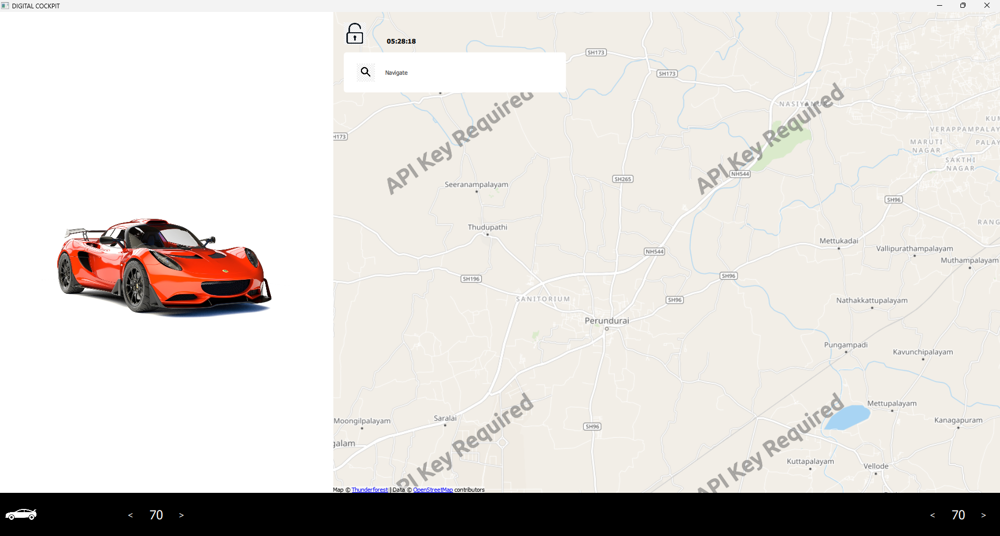 DIGITAL COCKPIT
05:28:18
Navigate
SH173
SH173
H173
API Key Required
API Key Required
NASIYANUR
KUM
VERAPPAMPALAY
MARUTI
NAGAR
PALAY
SAKTHI
NAGAR
NH544
SH265
Seeranampalayam
SH96
Thudupathi
RANG
Mettukadai
Vallipurathampalayam
NH544
Muthampalayam
SH196
SH96
SANITORIUM
SH96
Nathakkattupalayam
Perundurai
Pungampadi
Kavunchipalayam
Mettupalayam
Moongilpalayam
Saralai
Kanagapuram
SH96
API Key Required
API Key Required
galam
Kuttapalayam
Vellode
Map © Thunderforest | Data © OpenStreetMap contributors
< 70 >
< 70 >